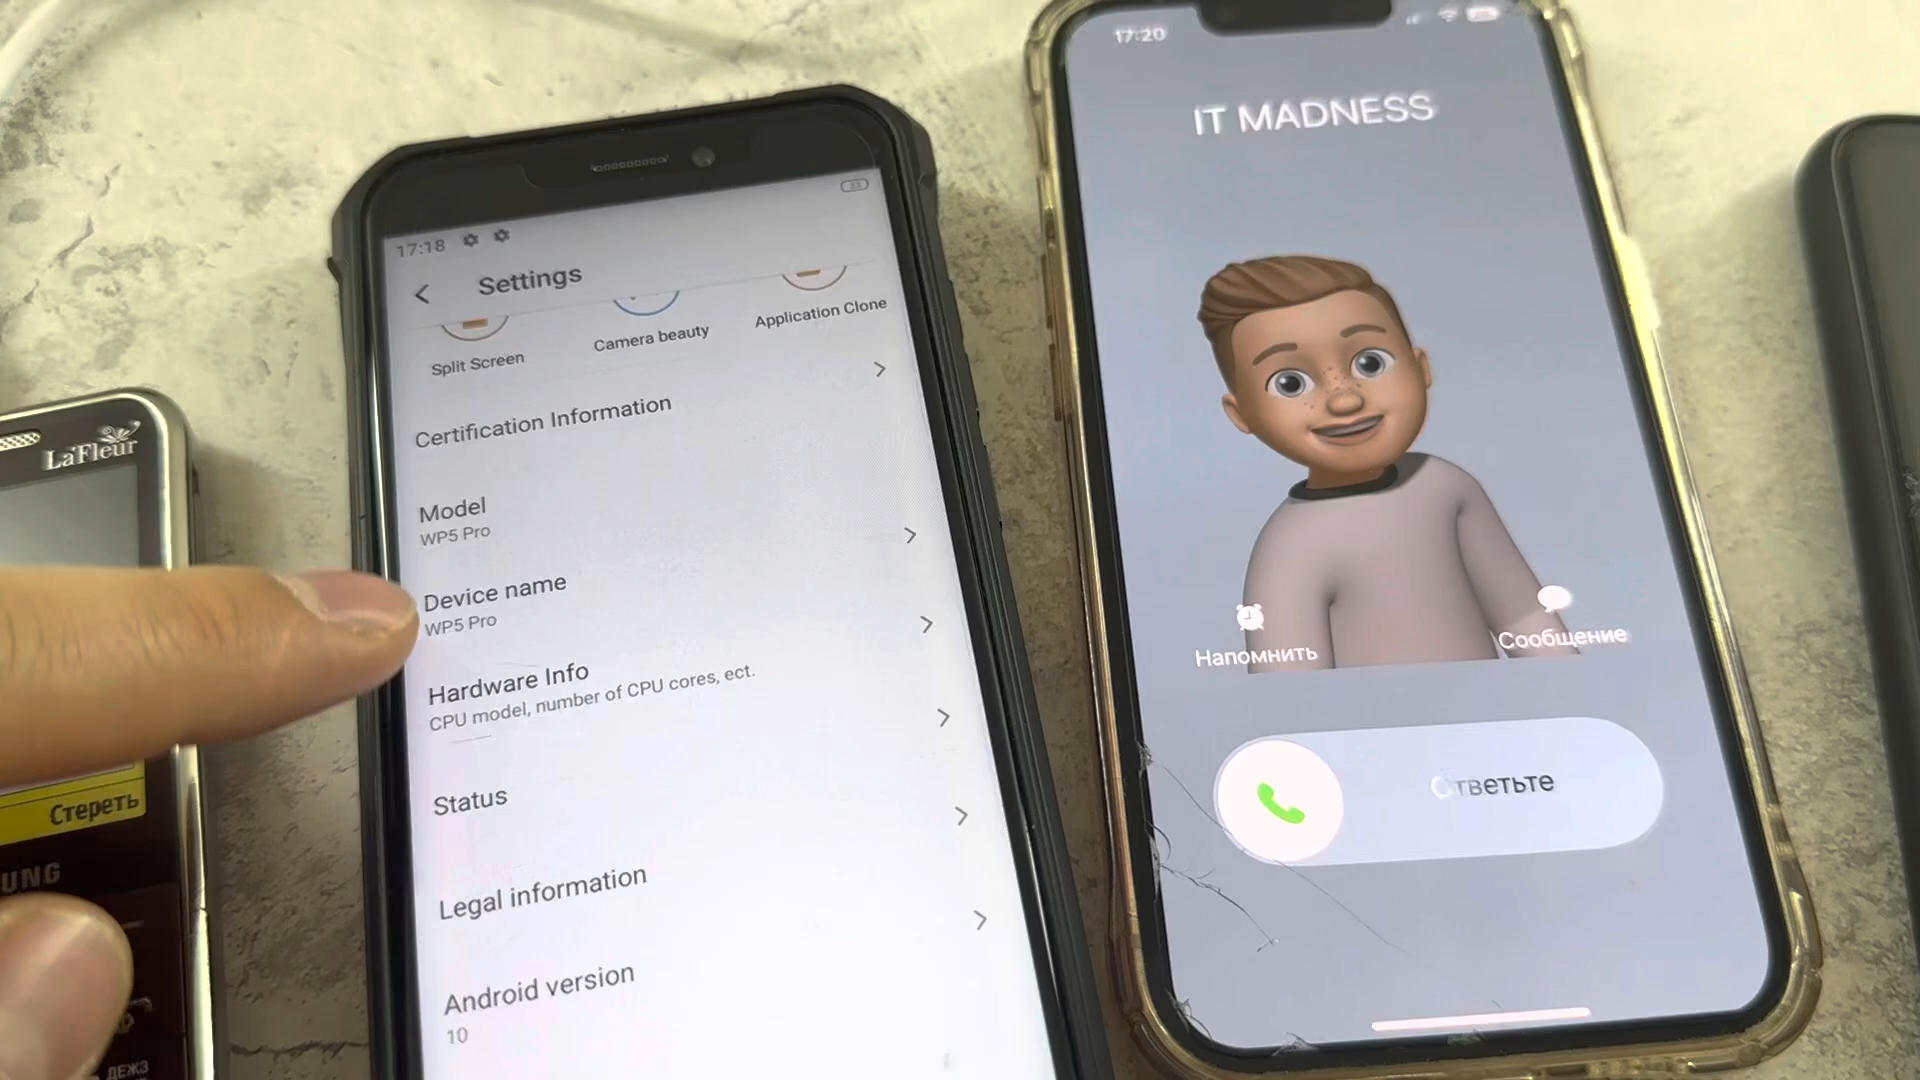 LaFleur
Стереть
UNG
17:18
23
Settings
Split Screen
Camera beauty
Application Clone
Certification Information
Model
WP5 Pro
Device name
WP5 Pro
Hardware Info
CPU model, number of CPU cores, ect.
Status
Legal information
Android version
10
17:20
IT MADNESS
Напомнить
Сообщение
Ответьте